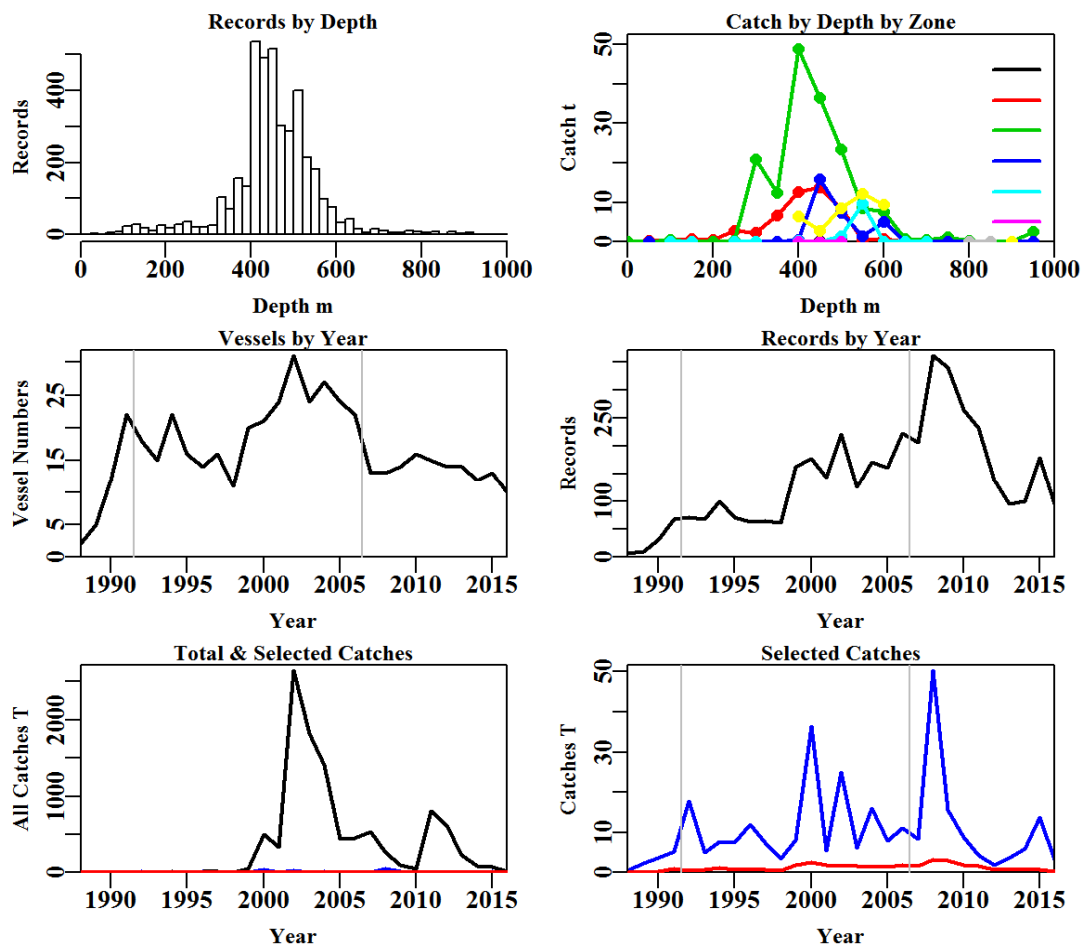 Records by Depth
Records
0 200 400
0 200 400 600 800 1000
Depth m
Catch by Depth by Zone
Catch t
0 10 30 50
0 200 400 600 800 1000
Depth m
Vessels by Year
Vessel Numbers
0 5 15 25
1990 1995 2000 2005 2010 2015
Year
Records by Year
Records
0 100 250
1990 1995 2000 2005 2010 2015
Year
Total & Selected Catches
All Catches T
0 1000 2000
1990 1995 2000 2005 2010 2015
Year
Selected Catches
Catches T
0 10 30 50
1990 1995 2000 2005 2010 2015
Year